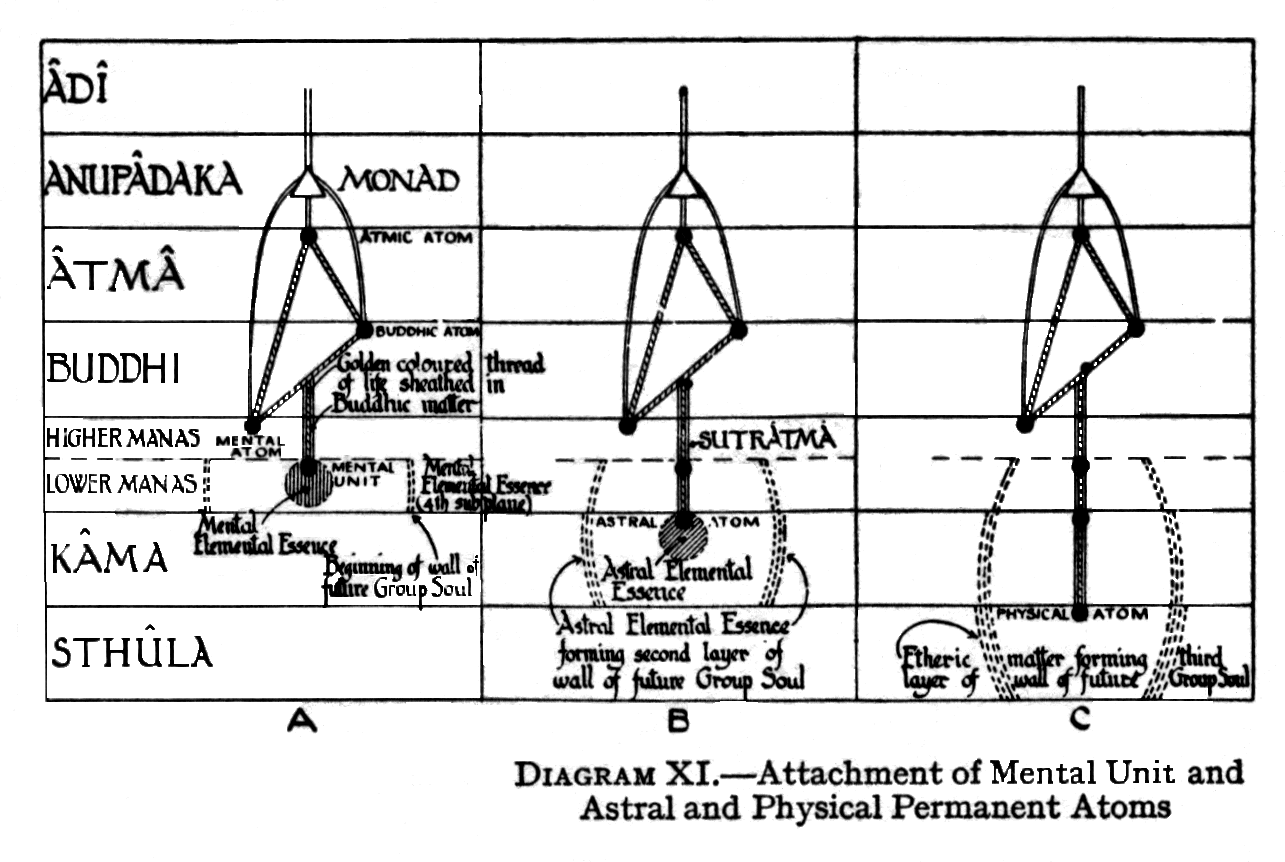 ÂDÎ
ANUPÂDAKA
MONAD
ÂTMIC ATOM
ÂTMÂ
BUDDHIC ATOM
BUDDHI
Golden coloured thread
of life sheathed in
Buddhic matter
HIGHER MANAS
MENTAL
ATOM
SUTRÂTMÂ
LOWER MANAS
MENTAL
UNIT
Mental
Elemental Essence
(4th subplane)
Mental
Elemental Essence
KÂMA
Beginning of wall of
future Group Soul
ASTRAL ATOM
Astral Elemental
Essence
STHÛLA
Astral Elemental Essence
forming second layer of
wall of future Group Soul
PHYSICAL ATOM
Etheric matter forming third
layer of wall of future Group Soul
A
B
C
DIAGRAM XI.—Attachment of Mental Unit and
Astral and Physical Permanent Atoms